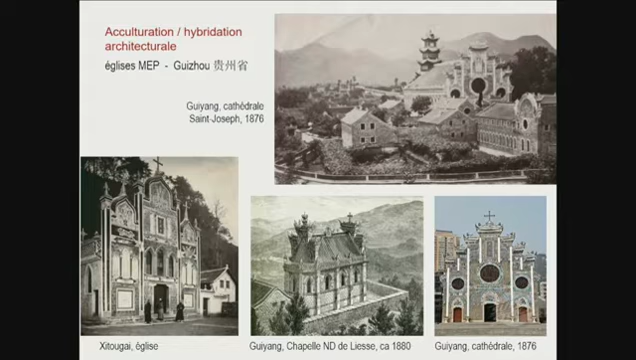 Acculturation / hybridation
architecturale
églises MEP - Guizhou 贵州省
Guiyang, cathédrale
Saint-Joseph, 1876
Xitougai, église
Guiyang, Chapelle ND de Liesse, ca 1880
Guiyang, cathédrale, 1876